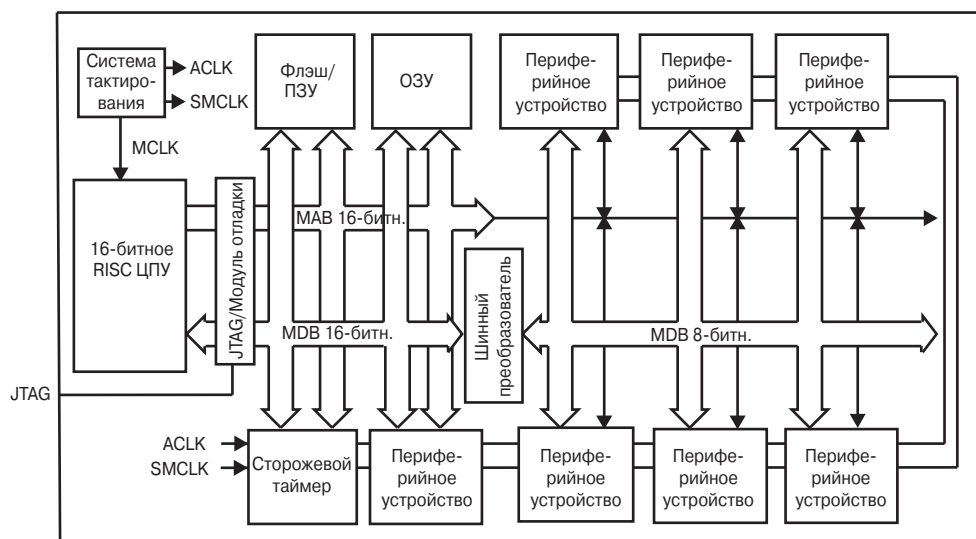 Система
тактиро-
вания
ACLK
SMCLK
MCLK
Флэш/
ПЗУ
ОЗУ
Перифе-
рийное
устройство
Перифе-
рийное
устройство
Перифе-
рийное
устройство
16-битное
RISC ЦПУ
JTAG/Модуль отладки
MAB 16-битн.
MDB 16-битн.
Шинный
преобразователь
MDB 8-битн.
JTAG
ACLK
SMCLK
Сторожевой
таймер
Перифе-
рийное
устройство
Перифе-
рийное
устройство
Перифе-
рийное
устройство
Перифе-
рийное
устройство